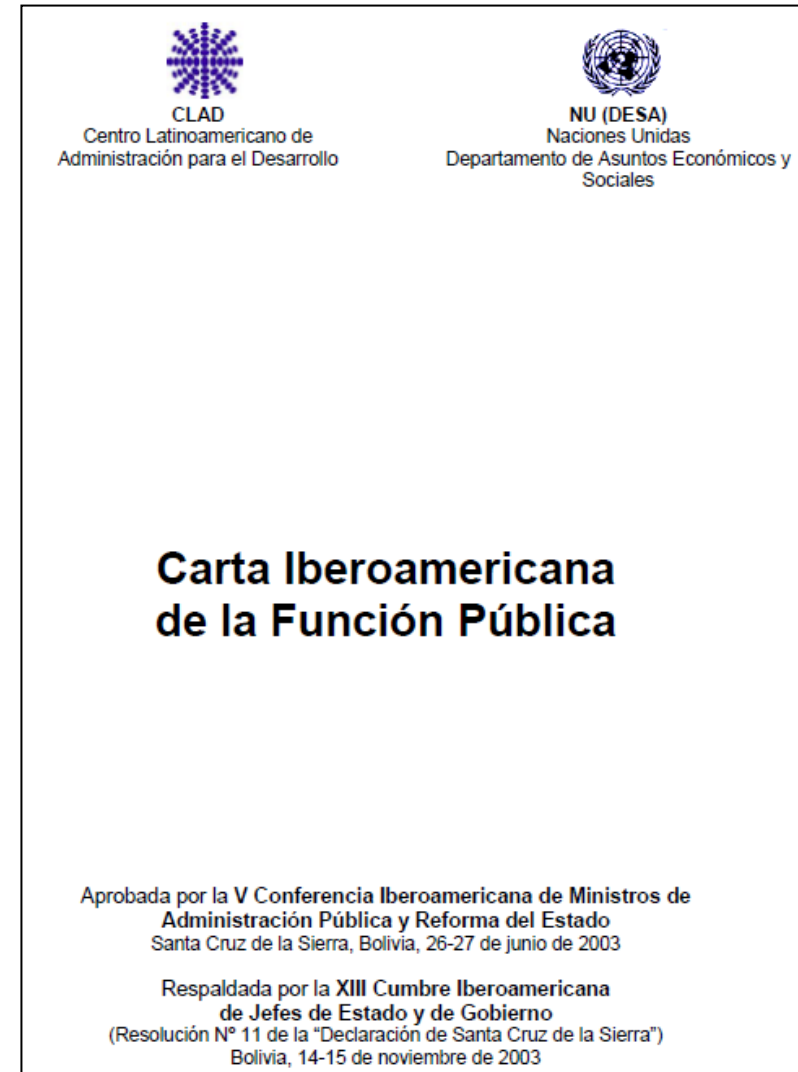 CLAD
Centro Latinoamericano de
Administración para el Desarrollo
NU (DESA)
Naciones Unidas
Departamento de Asuntos Económicos y
Sociales
Carta Iberoamericana
de la Función Pública
Aprobada por la V Conferencia Iberoamericana de Ministros de
Administración Pública y Reforma del Estado
Santa Cruz de la Sierra, Bolivia, 26-27 de junio de 2003
Respaldada por la XIII Cumbre Iberoamericana
de Jefes de Estado y de Gobierno
(Resolución Nº 11 de la “Declaración de Santa Cruz de la Sierra”)
Bolivia, 14-15 de noviembre de 2003